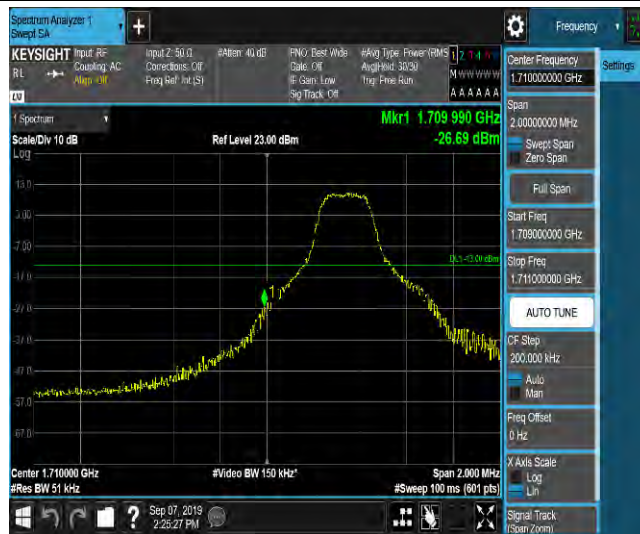 Spectrum Analyzer 1
Swept SA
+
Frequency
KEYSIGHT
RL
Input: RF
Coupling: AC
Align: Off
Input Z: 50 Ω
Corrections: Off
Freq Ref: Int (S)
#Atten: 40 dB
PNO: Best Wide
Gate: Off
IF Gain: Low
Sig Track: Off
#Avg Type: Power (RMS
Avg|Hold: 30/30
Trig: Free Run
M W W W W W
A A A A A A
1 Spectrum
Scale/Div 10 dB
Log
Ref Level 23.00 dBm
Mkr1 1.709 990 GHz
-26.69 dBm
13.0
3.00
-7.00
-17.0
-27.0
-37.0
-47.0
-57.0
-67.0
DL1 -13.00 dBm
1
Center 1.710000 GHz
#Res BW 51 kHz
#Video BW 150 kHz*
Span 2.000 MHz
#Sweep 100 ms (601 pts)
Sep 07, 2019
2:25:27 PM
?
Settings
Center Frequency
1.710000000 GHz
Span
2.00000000 MHz
Swept Span
Zero Span
Full Span
Start Freq
1.709000000 GHz
Stop Freq
1.711000000 GHz
AUTO TUNE
CF Step
200.000 kHz
Auto
Man
Freq Offset
0 Hz
X Axis Scale
Log
Lin
Signal Track
(Span Zoom)